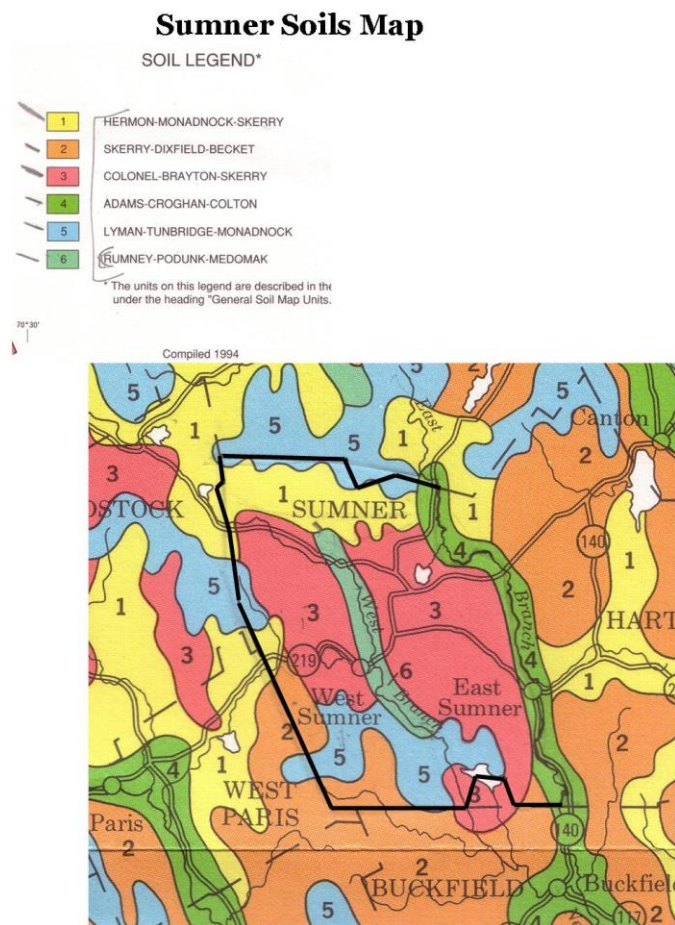 Sumner Soils Map
SOIL LEGEND*
1 HERMON-MONADNOCK-SKERRY
2 SKERRY-DIXFIELD-BECKET
3 COLONEL-BRAYTON-SKERRY
4 ADAMS-CROGHAN-COLTON
5 LYMAN-TUNBRIDGE-MONADNOCK
6 RUMNEY-PODUNK-MEDOMAK
* The units on this legend are described in the
under the heading "General Soil Map Units.
70°30'
Compiled 1994
5
5
2
5
East
5
5
1
Canton
1
2
3
1
SUMNER
1
OSTOCK
4
140
1
5
2
1
3
West
3
Branch
HART
3
4
219
6
1
2
West
Sumner
Branch
East
Sumner
2
2
4
5
5
1
3
WEST
PARIS
Paris
140
2
2
BUCKFIELD
Buckfield
5
4
117
2